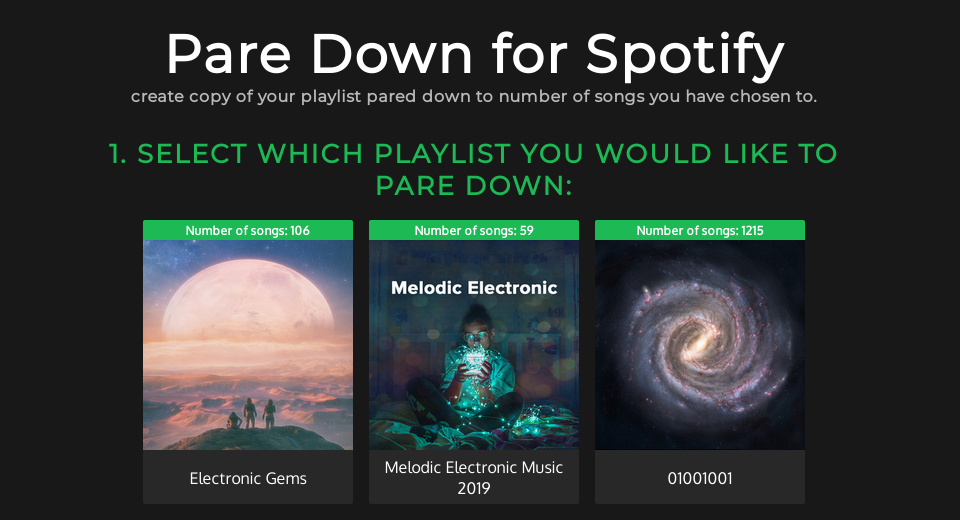 Pare Down for Spotify
create copy of your playlist pared down to number of songs you have chosen to.
1. SELECT WHICH PLAYLIST YOU WOULD LIKE TO
PARE DOWN:
Number of songs: 106
Number of songs: 59
Number of songs: 1215
Melodic Electronic
Electronic Gems
Melodic Electronic Music
2019
01001001